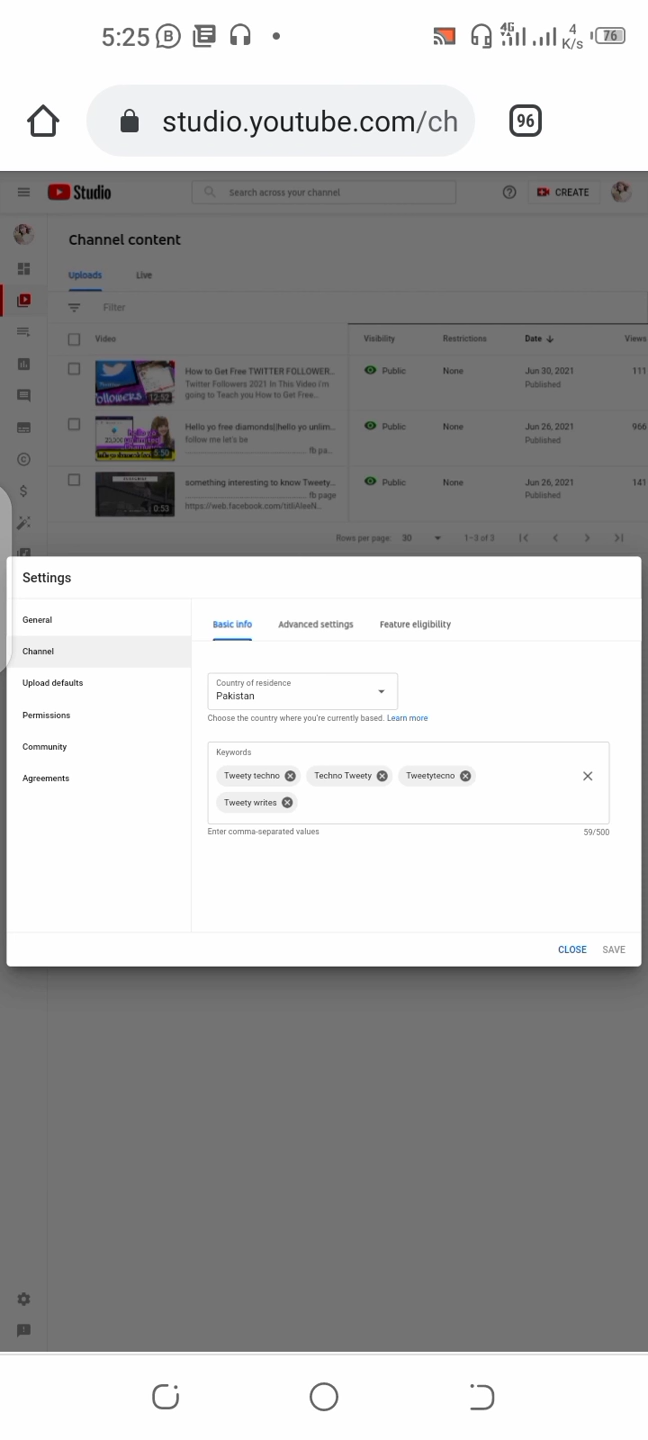 5:25
4G
4
K/s
76
studio.youtube.com/ch
96
Studio
Search across your channel
CREATE
Channel content
Uploads
Live
Filter
Video
Visibility
Restrictions
Date
Views
How to Get Free TWITTER FOLLOWER...
Twitter Followers 2021 In This Video i'm
going to Teach you How to Get Free...
12:52
Public
None
Jun 30, 2021
Published
111
Hello yo free diamonds||hello yo unlim...
follow me let's be
fb pa...
5:50
Public
None
Jun 26, 2021
Published
966
something interesting to know Tweety...
fb page
0:53
Public
None
Jun 26, 2021
Published
141
Rows per page: 30
1–3 of 3
Settings
General
Channel
Upload defaults
Permissions
Community
Agreements
Basic info
Advanced settings
Feature eligibility
Country of residence
Pakistan
Choose the country where you're currently based. Learn more
Keywords
Tweety techno
Techno Tweety
Tweetytecno
Tweety writes
Enter comma-separated values
59/500
CLOSE
SAVE